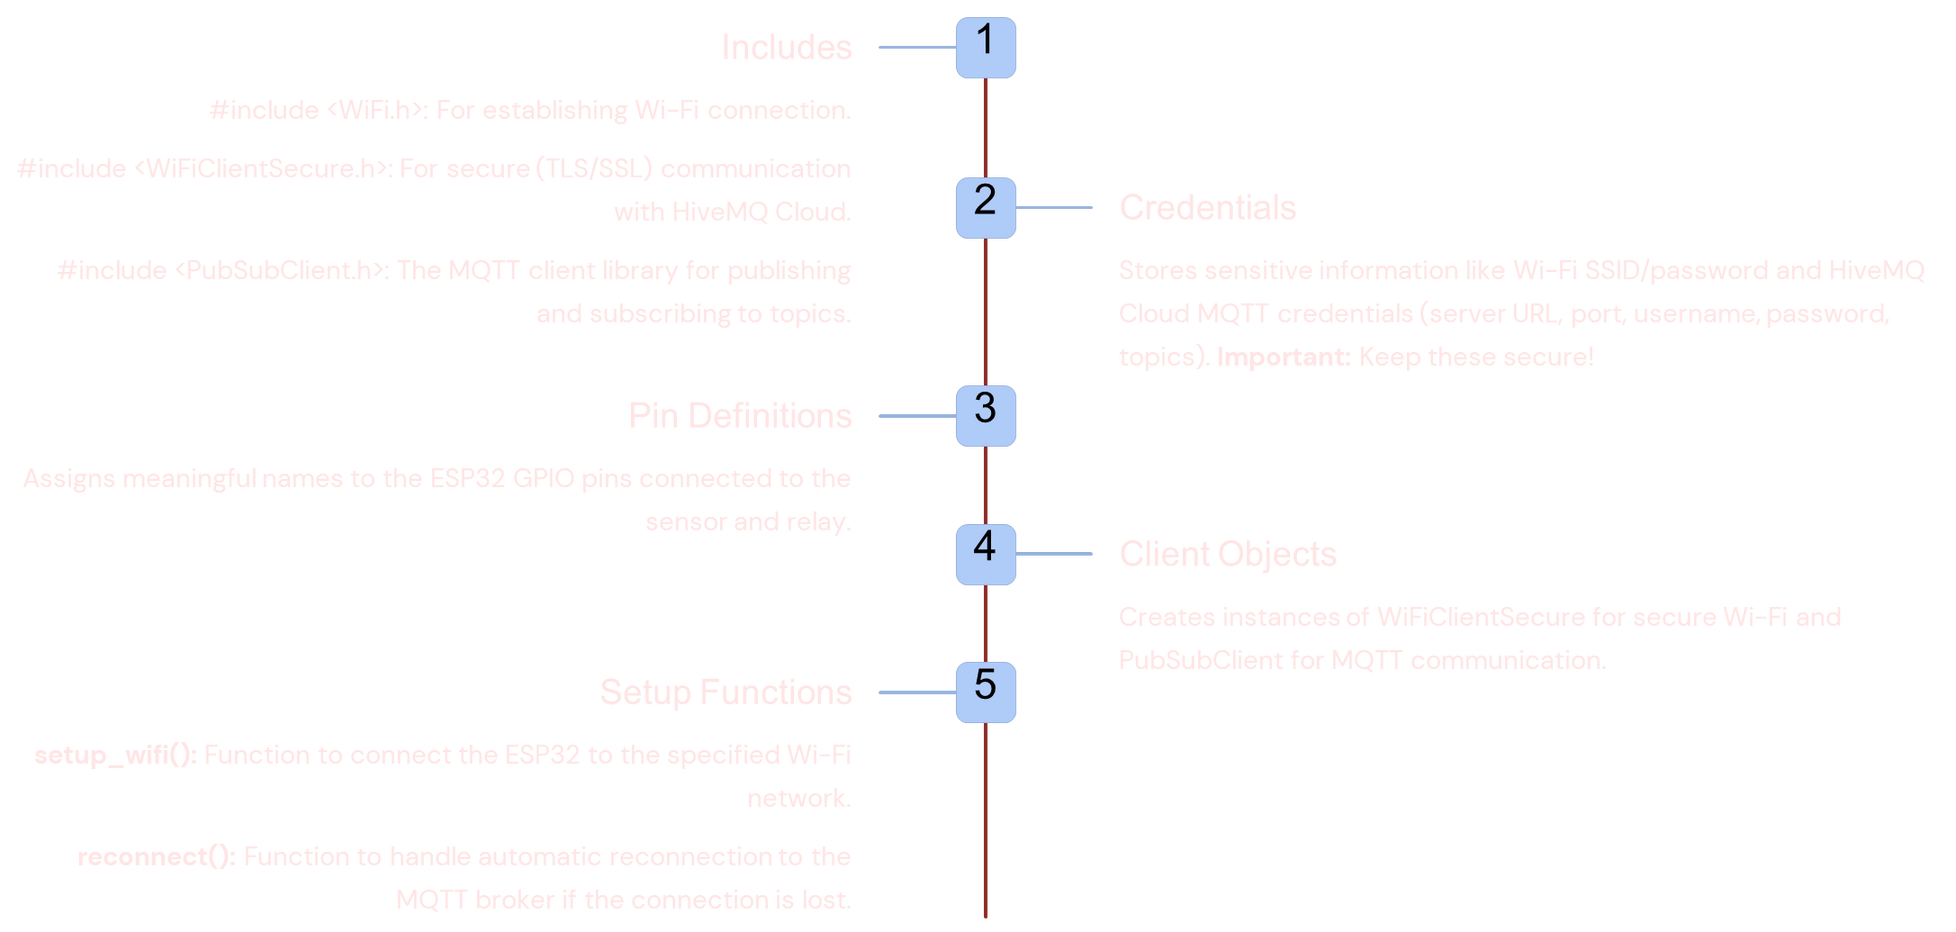 1
Includes
#include <WiFi.h>: For establishing Wi-Fi connection.
#include <WiFiClientSecure.h>: For secure (TLS/SSL) communication
with HiveMQ Cloud.
#include <PubSubClient.h>: The MQTT client library for publishing
and subscribing to topics.
2
Credentials
Stores sensitive information like Wi-Fi SSID/password and HiveMQ
Cloud MQTT credentials (server URL, port, username, password,
topics). Important: Keep these secure!
3
Pin Definitions
Assigns meaningful names to the ESP32 GPIO pins connected to the
sensor and relay.
4
Client Objects
Creates instances of WiFiClientSecure for secure Wi-Fi and
PubSubClient for MQTT communication.
5
Setup Functions
setup_wifi(): Function to connect the ESP32 to the specified Wi-Fi
network.
reconnect(): Function to handle automatic reconnection to the
MQTT broker if the connection is lost.